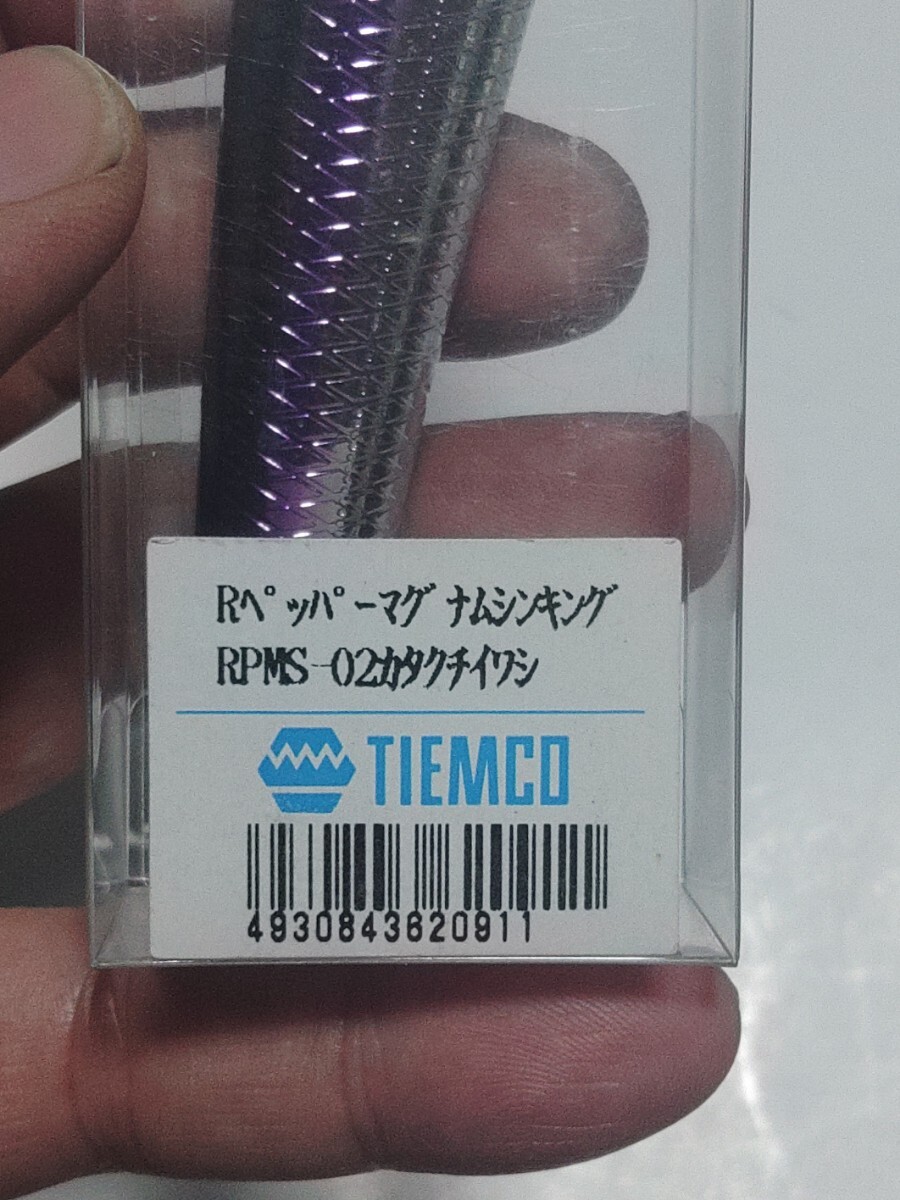 Rペッパーマグナムシンキング
RPMS-02カタクチイワシ
TIEMCO
4930843620911